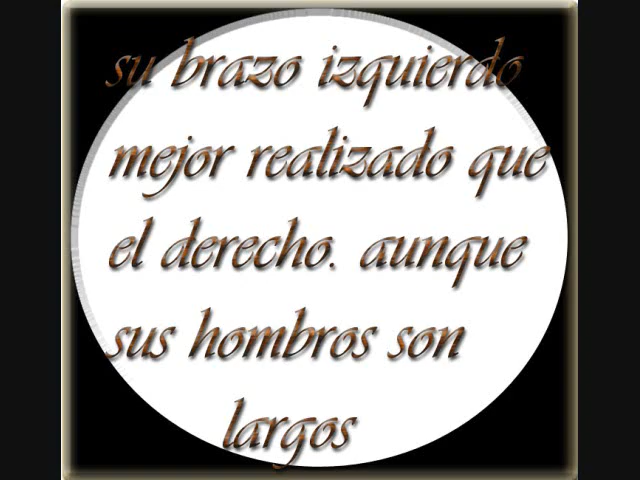 su brazo izquierdo
mejor realizado que
el derecho. aunque
sus hombros son
largos